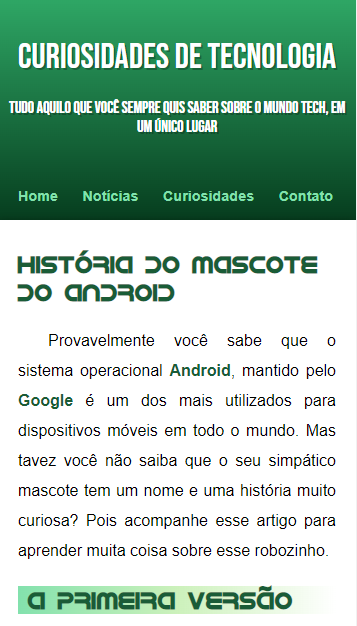 CURIOSIDADES DE TECNOLOGIA
TUDO AQUILO QUE VOCÊ SEMPRE QUIS SABER SOBRE O MUNDO TECH, EM
UM ÚNICO LUGAR
Home Notícias Curiosidades Contato
HISTÓRIA DO MASCOTE
DO ANDROID
Provavelmente você sabe que o
sistema operacional Android, mantido pelo
Google é um dos mais utilizados para
dispositivos móveis em todo o mundo. Mas
tavez você não saiba que o seu simpático
mascote tem um nome e uma história muito
curiosa? Pois acompanhe esse artigo para
aprender muita coisa sobre esse robozinho.
A PRIMEIRA VERSÃO